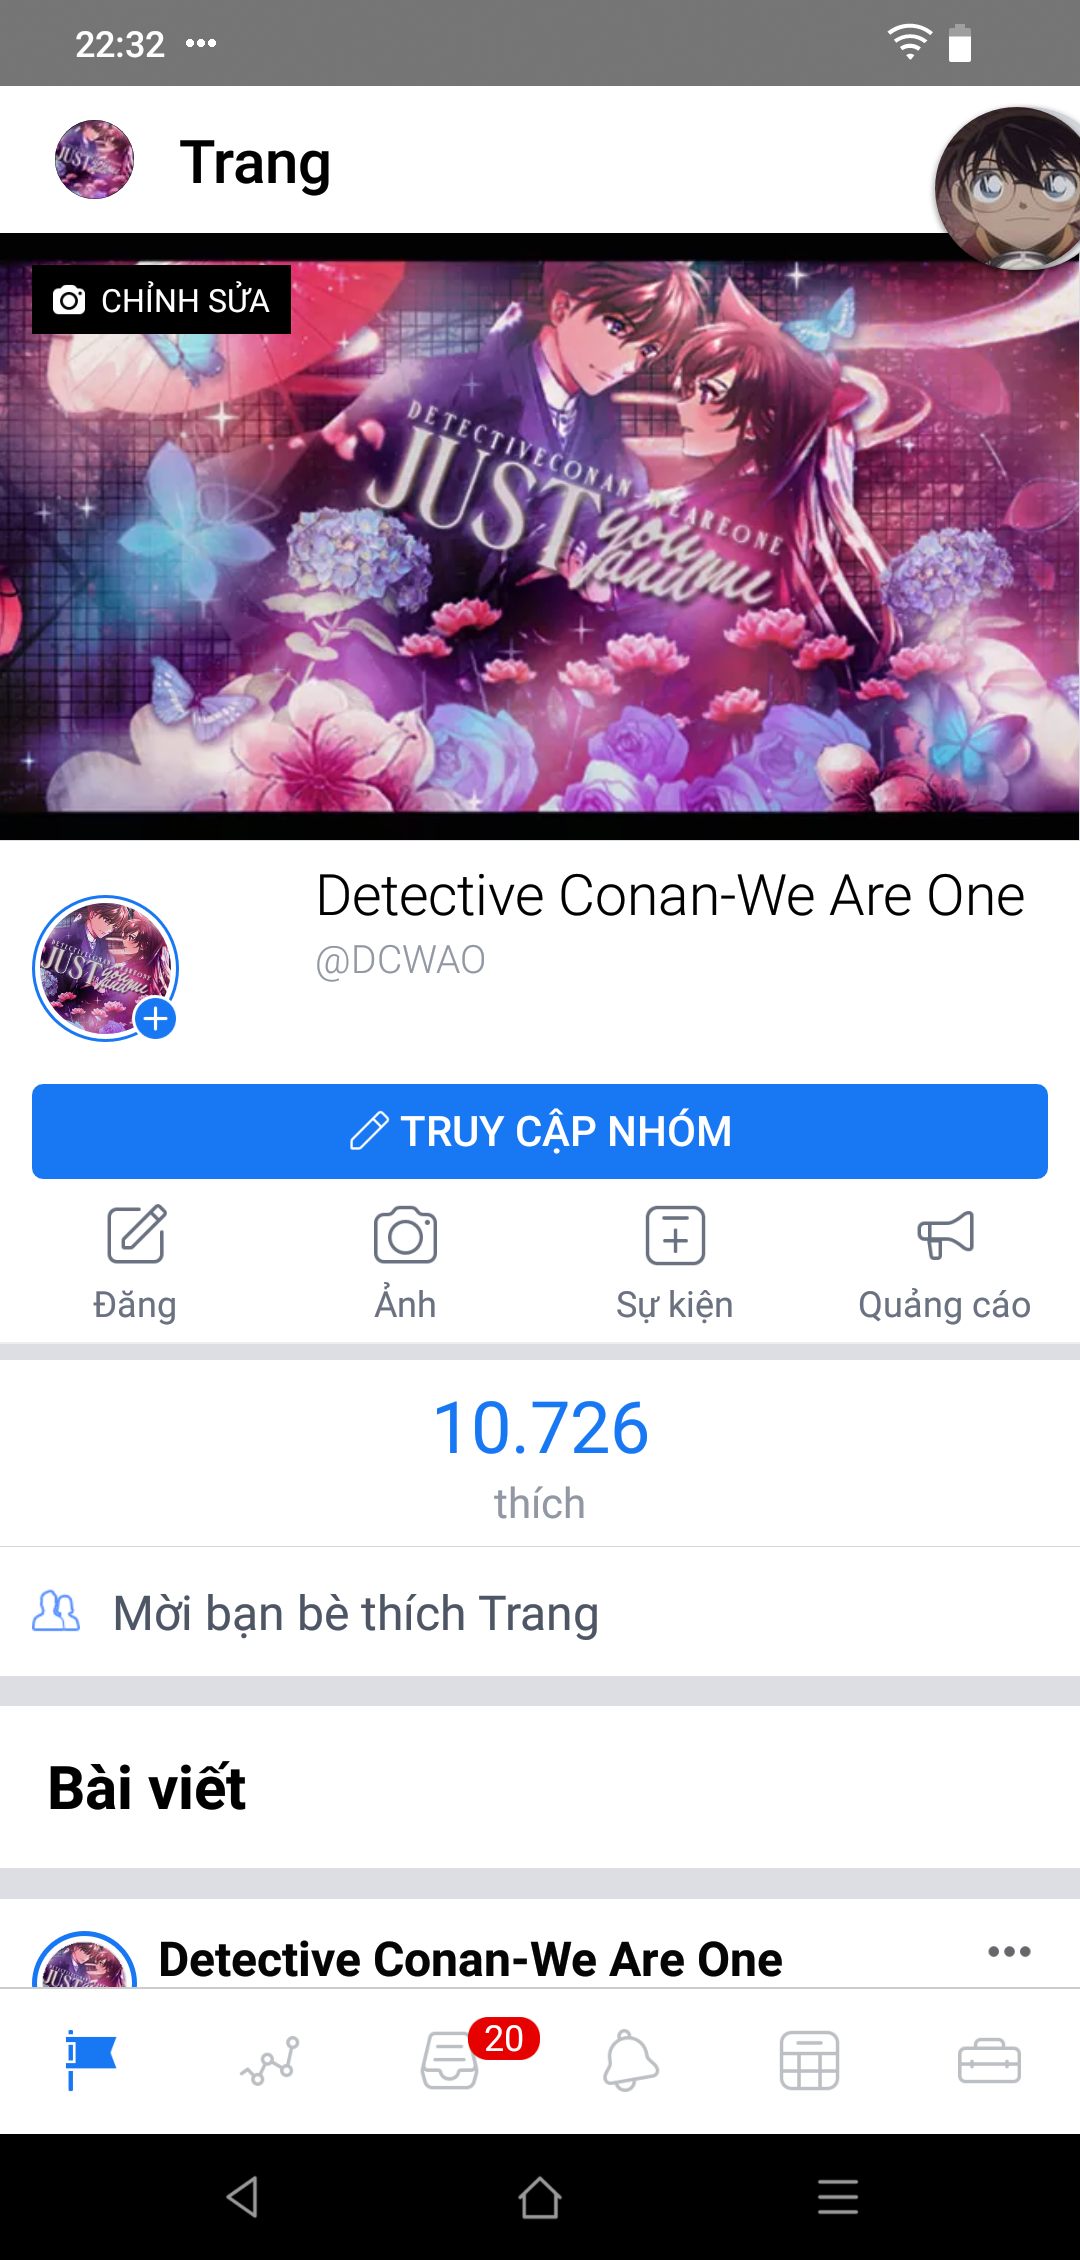 22:32
Trang
CHỈNH SỬA
DETECTIVECONAN WEAREONE
JUST
you
and me
Detective Conan-We Are One
@DCWAO
TRUY CẬP NHÓM
Đăng
Ảnh
Sự kiện
Quảng cáo
10.726
thích
Mời bạn bè thích Trang
Bài viết
Detective Conan-We Are One
20